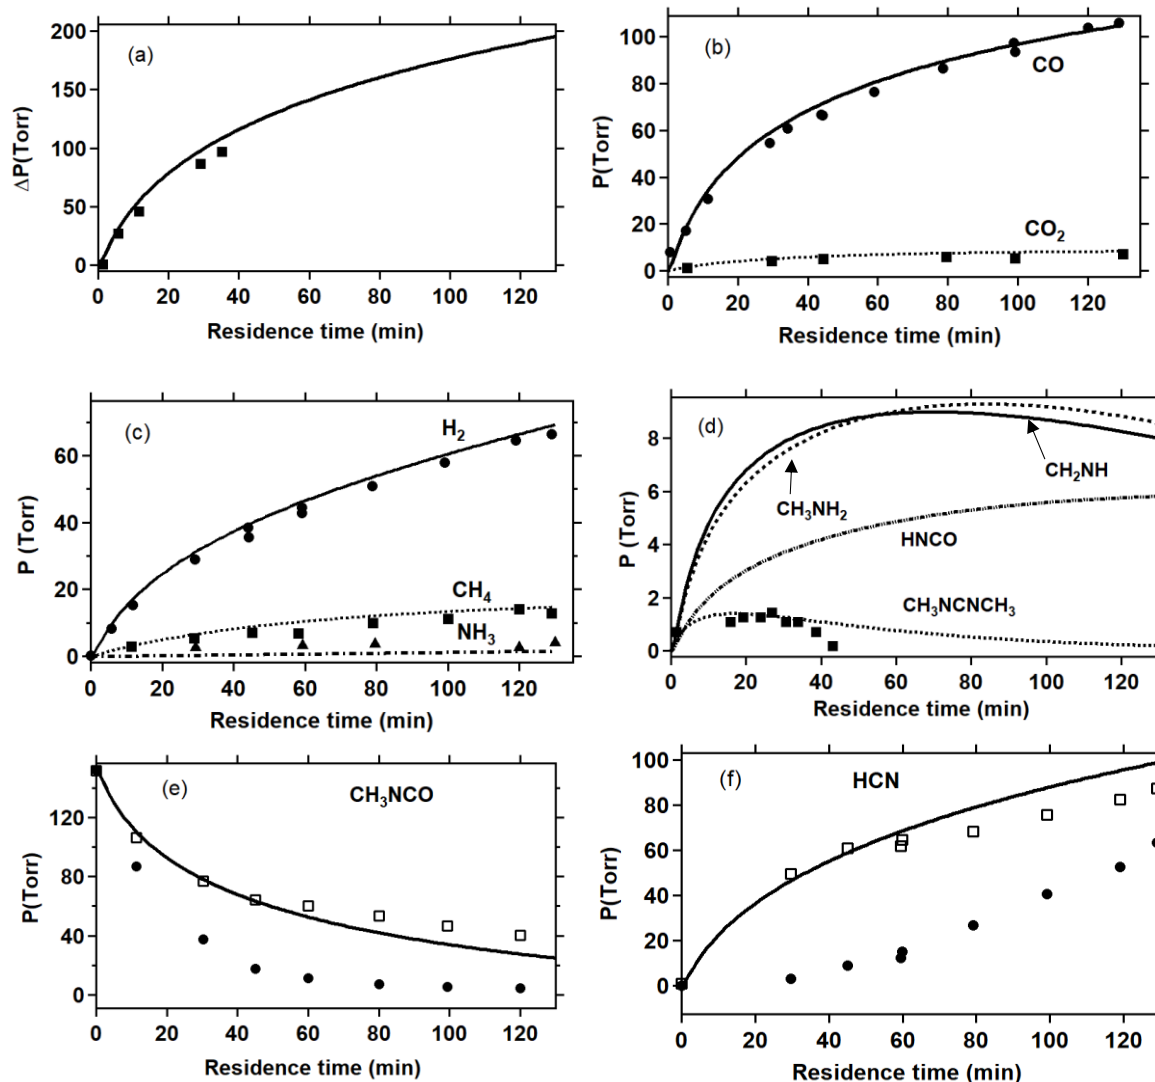 (a)
ΔP(Torr)
200
150
100
50
0
0 20 40 60 80 100 120
Residence time (min)
(b)
P(Torr)
100
80
60
40
20
0
CO
CO2
0 20 40 60 80 100 120
Residence time (min)
(c)
P (Torr)
60
40
20
0
H2
CH4
NH3
0 20 40 60 80 100 120
Residence time (min)
(d)
P (Torr)
8
6
4
2
0
CH2NH
CH3NH2
HNCO
CH3NCNCH3
0 20 40 60 80 100 120
Residence time (min)
(e)
CH3NCO
P(Torr)
120
80
40
0
0 20 40 60 80 100 120
Residence time (min)
(f)
HCN
P(Torr)
100
80
60
40
20
0
0 20 40 60 80 100 120
Residence time (min)